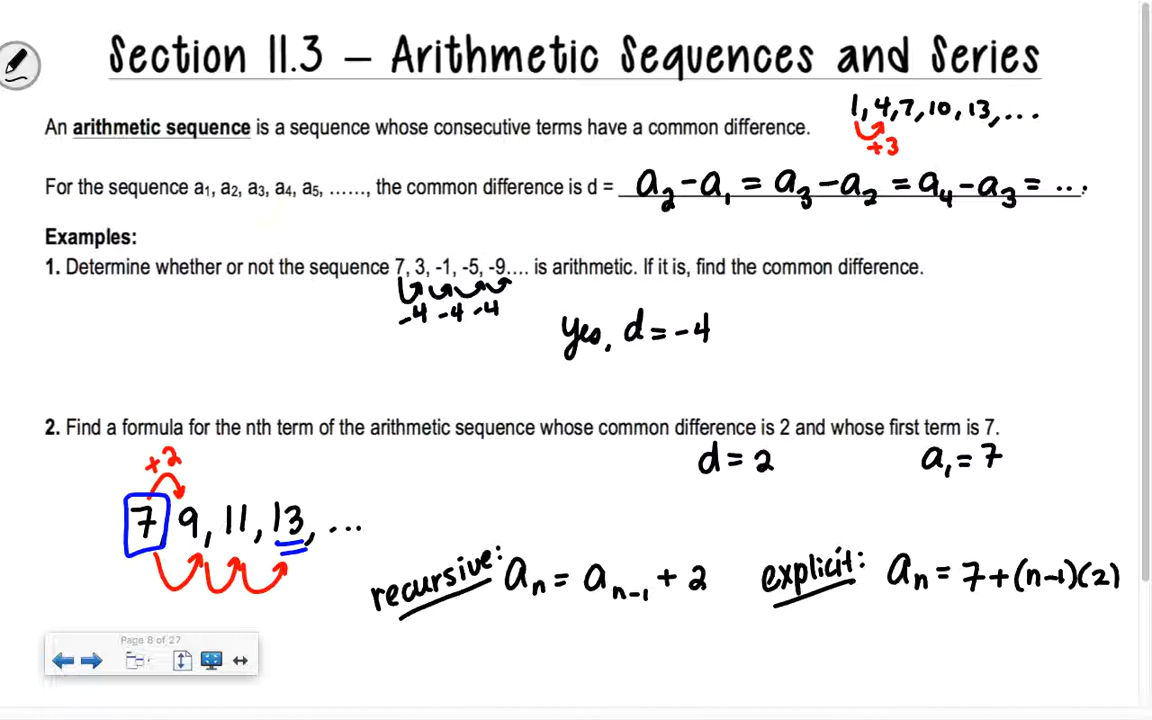 Section 11.3 – Arithmetic Sequences and Series
1, 4, 7, 10, 13, ...
An arithmetic sequence is a sequence whose consecutive terms have a common difference.
+3
For the sequence a₁, a₂, a₃, a₄, a₅, ……, the common difference is d = a₂ - a₁ = a₃ - a₂ = a₄ - a₃ = ...
Examples:
1. Determine whether or not the sequence 7, 3, -1, -5, -9.... is arithmetic. If it is, find the common difference.
-4 -4 -4
yes, d = -4
2. Find a formula for the nth term of the arithmetic sequence whose common difference is 2 and whose first term is 7.
d = 2 a₁ = 7
+2
7 9, 11, 13, ...
recursive: aₙ = aₙ₋₁ + 2 explicit: aₙ = 7 + (n-1)(2)
Page 8 of 27